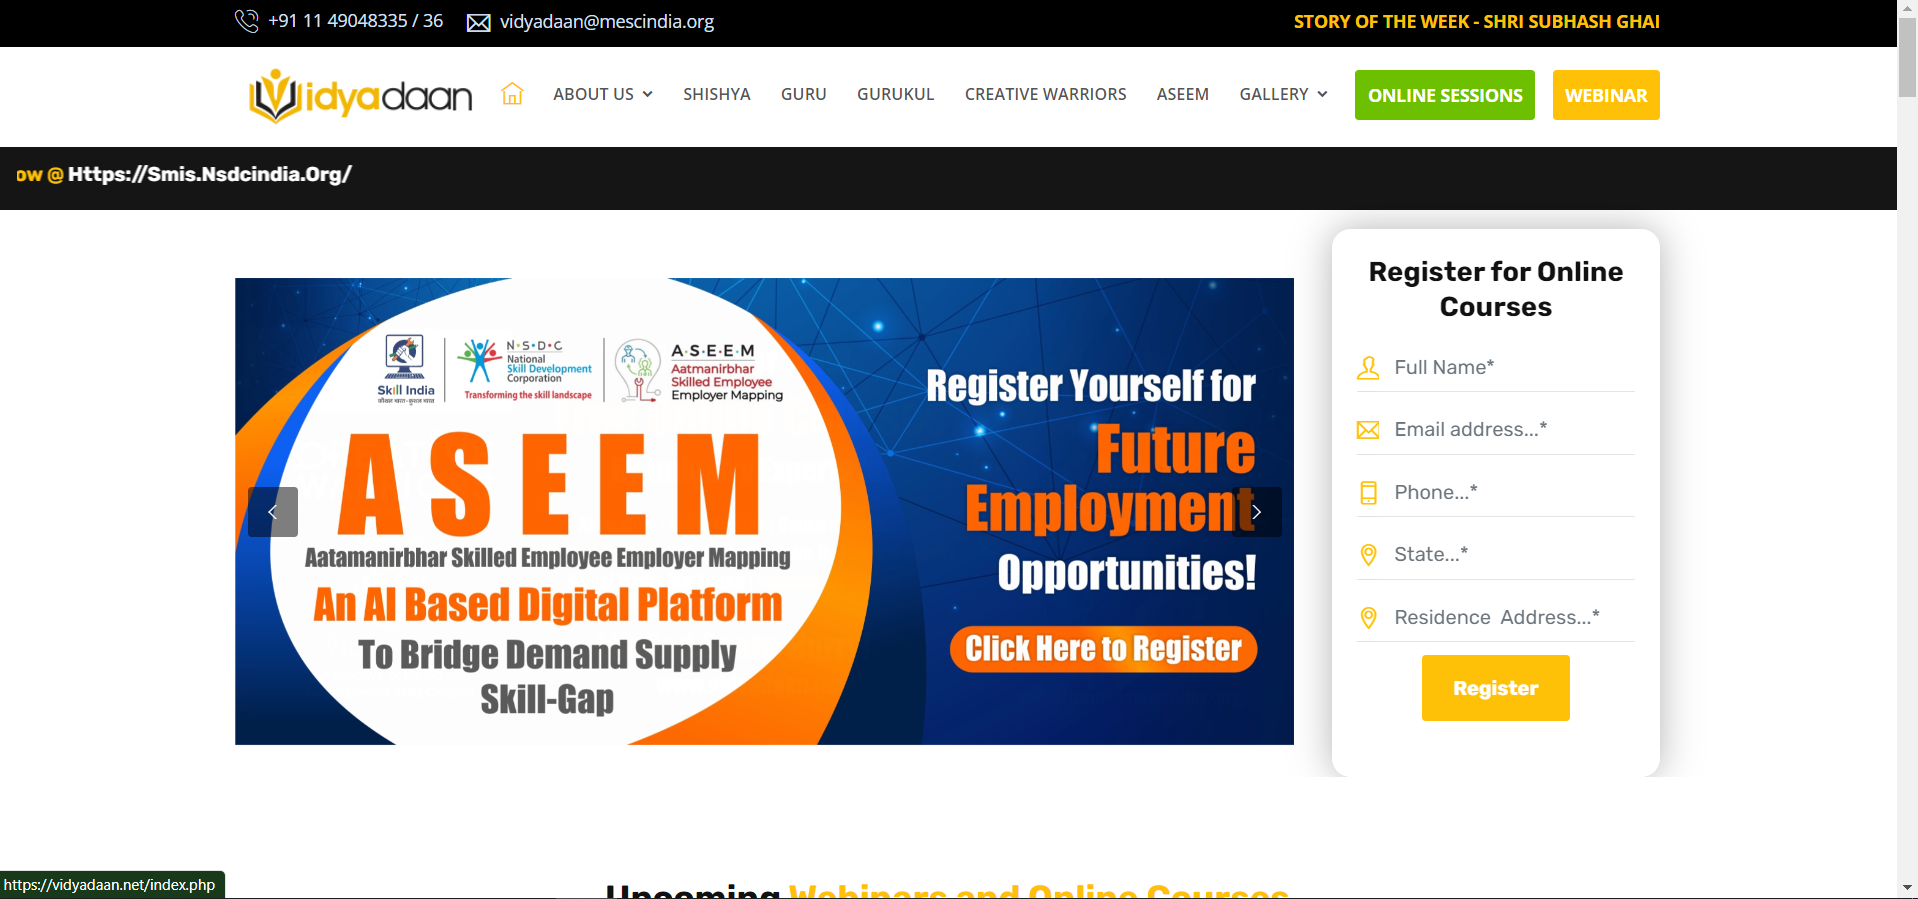 +91 11 49048335 / 36 vidyadaan@mescindia.org STORY OF THE WEEK - SHRI SUBHASH GHAI
Vidyadaan ABOUT US SHISHYA GURU GURUKUL CREATIVE WARRIORS ASEEM GALLERY ONLINE SESSIONS WEBINAR
ow @ Https://Smis.Nsdcindia.Org/
Skill India
कौशल भारत-कुशल भारत
N·S·D·C
National
Skill Development
Corporation
Transforming the skill landscape
A·S·E·E·M
Aatmanirbhar
Skilled Employee
Employer Mapping
ASEEM
Aatamanirbhar Skilled Employee Employer Mapping
An AI Based Digital Platform
To Bridge Demand Supply
Skill-Gap
Register Yourself for
Future
Employment
Opportunities!
Click Here to Register
Register for Online
Courses
Full Name*
Email address...*
Phone...*
State...*
Residence Address...*
Register
Upcoming Webinars and Online Courses
https://vidyadaan.net/index.php